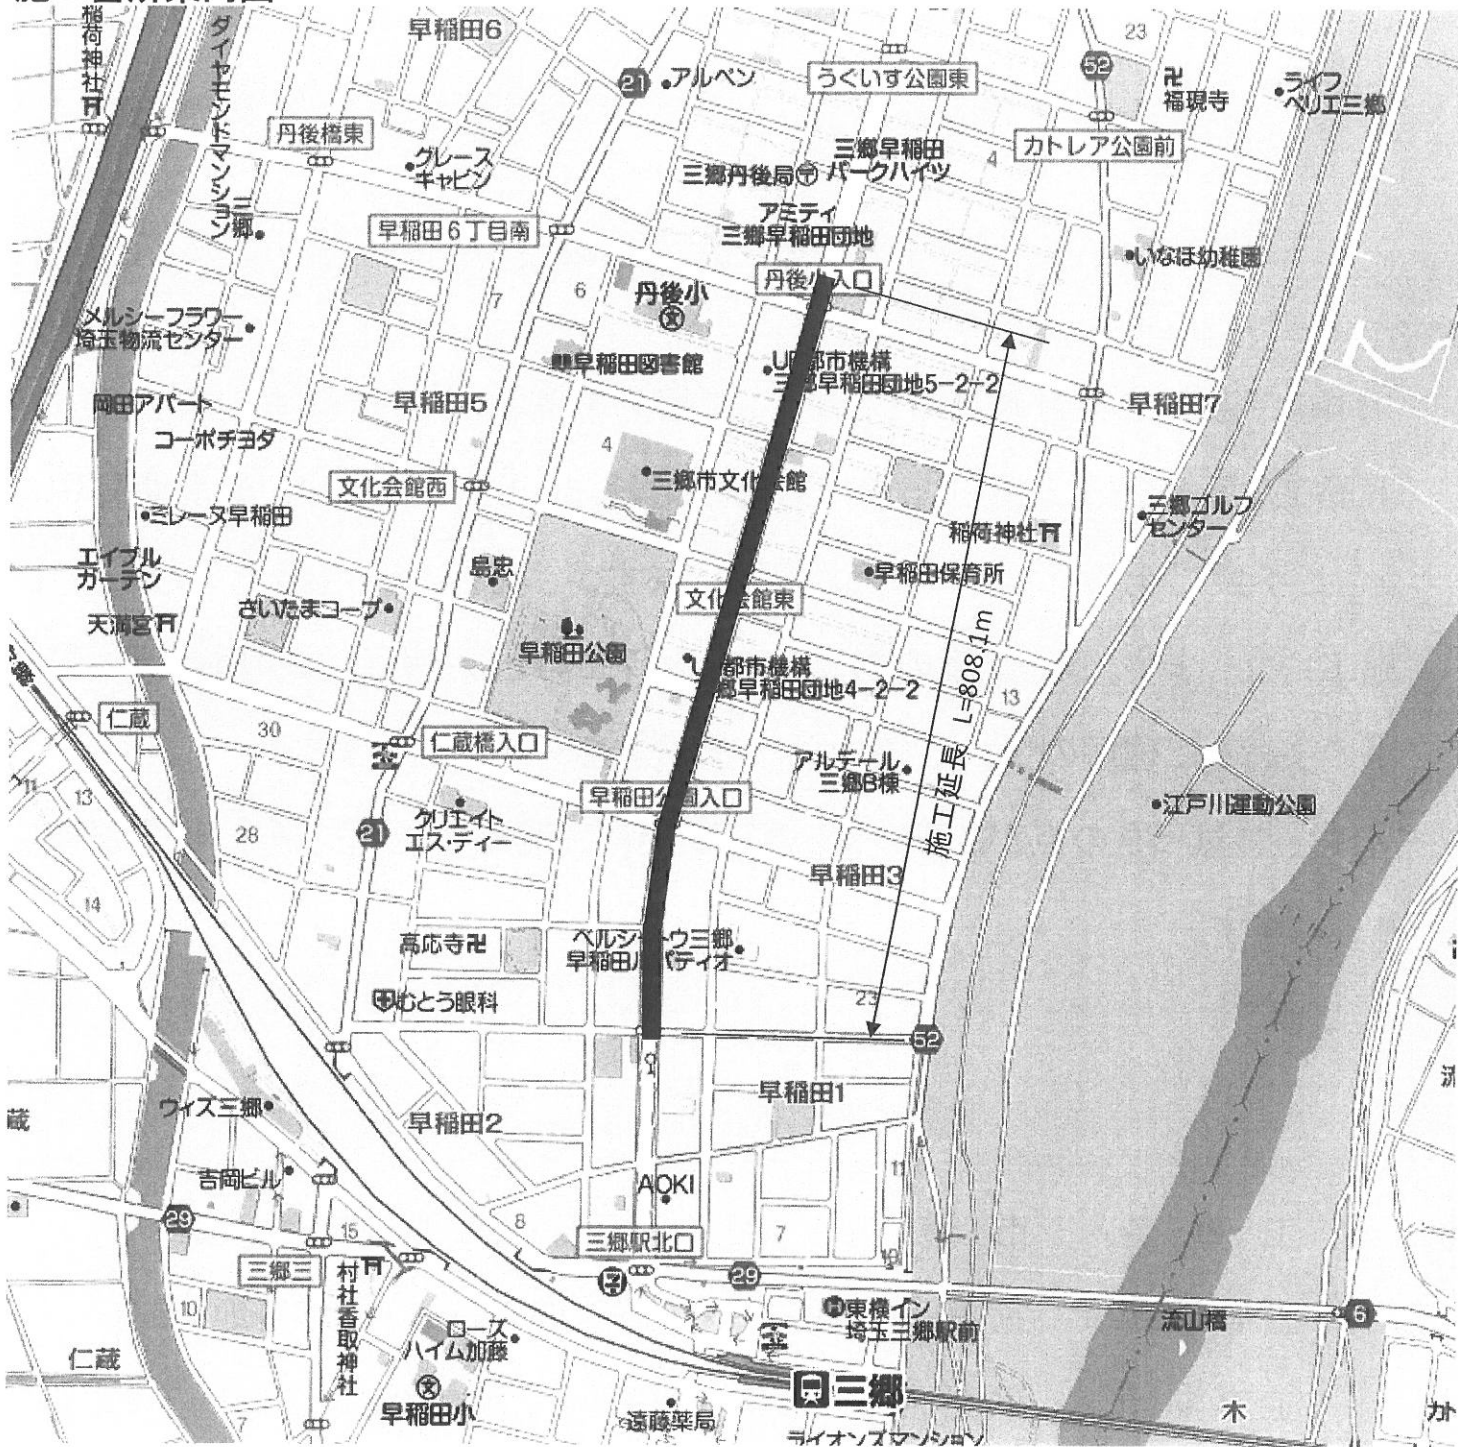 稲荷神社
ダイヤモンドマンション三郷
早稲田6
21
アルペン
うくいす公園東
52
23
福現寺
ライフ
ベリエ三郷
丹後橋東
グレース
キャビン
三郷丹後局
三郷早稲田
パークハイツ
4
カトレア公園前
早稲田6丁目南
アミティ
三郷早稲田団地
いなほ幼稚園
丹後小入口
7
6
丹後小
文
メルシーフラワー
埼玉物流センター
早稲田図書館
UR都市機構
三郷早稲田団地5-2-2
岡田アパート
早稲田5
早稲田7
コーポチヨダ
4
文化会館西
三郷市文化会館
ミレーヌ早稲田
三郷ゴルフ
センター
稲荷神社
エイブル
ガーデン
島忠
早稲田保育所
さいたまコープ
文化会館東
天満宮
早稲田公園
UR都市機構
三郷早稲田団地4-2-2
施工延長 L=808.1m
13
仁蔵
30
仁蔵橋入口
アルデール
三郷B棟
11
13
早稲田公園入口
江戸川運動公園
28
21
クリエイト
エス・ディー
早稲田3
14
高応寺
むとう眼科
23
52
早稲田1
ウィズ三郷
早稲田2
蔵
吉岡ビル
AOKI
11
29
8
7
15
三郷駅北口
三郷三
29
10
村社香取神社
東横イン
埼玉三郷駅前
流山橋
6
ローズ
ハイム加藤
仁蔵
文
早稲田小
三郷
遠藤薬局
木
7
ライオンズマンション